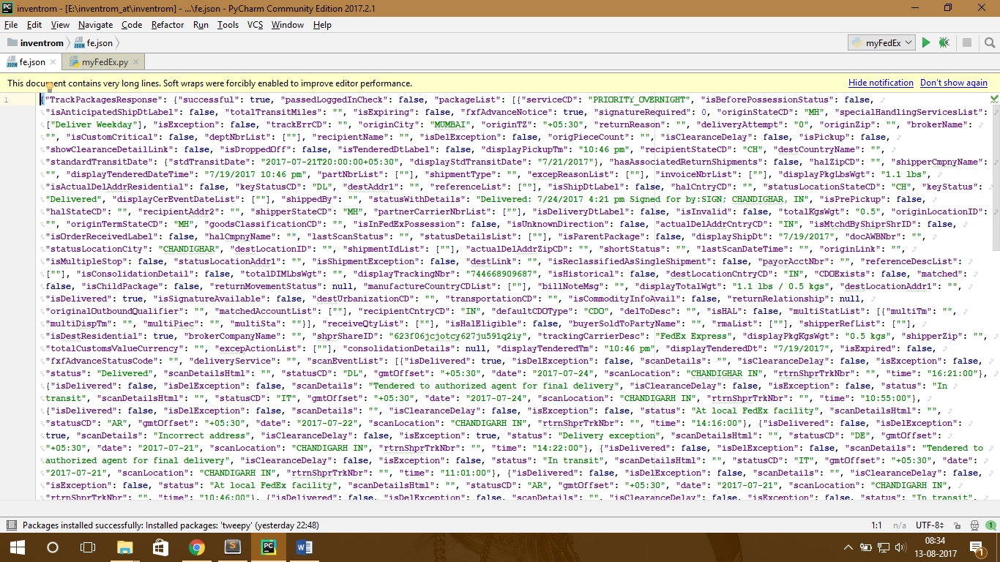 inventrom - [E:\inventrom_at\inventrom] - ...\fe.json - PyCharm Community Edition 2017.2.1
File Edit View Navigate Code Refactor Run Tools VCS Window Help
inventrom fe.json myFedEx
fe.json myFedEx.py
This document contains very long lines. Soft wraps were forcibly enabled to improve editor performance. Hide notification Don't show again
1 {"TrackPackagesResponse": {"successful": true, "passedLoggedInCheck": false, "packageList": [{"serviceCD": "PRIORITY_OVERNIGHT", "isBeforePossessionStatus": false,
"isAnticipatedShipDtLabel": false, "totalTransitMiles": "", "isExpiring": false, "fxfAdvanceNotice": true, "signatureRequired": 0, "originStateCD": "MH", "specialHandlingServicesList":
["Deliver Weekday"], "isException": false, "trackErrCD": "", "originCity": "MUMBAI", "originTZ": "+05:30", "returnReason": "", "deliveryAttempt": "0", "originZip": "", "brokerName":
"", "isCustomCritical": false, "deptNbrList": [""], "recipientName": "", "isDelException": false, "origPieceCount": "", "isClearanceDelay": false, "isPickup": false,
"showClearanceDetailLink": false, "isDroppedOff": false, "isTenderedDtLabel": false, "displayPickupTm": "10:46 pm", "recipientStateCD": "CH", "destCountryName": "",
"standardTransitDate": {"stdTransitDate": "2017-07-21T20:00:00+05:30", "displayStdTransitDate": "7/21/2017"}, "hasAssociatedReturnShipments": false, "halZipCD": "", "shipperCmpnyName":
"", "displayTenderedDateTime": "7/19/2017 10:46 pm", "partNbrList": [""], "shipmentType": "", "excepReasonList": [""], "invoiceNbrList": [""], "displayPkgLbsWgt": "1.1 lbs",
"isActualDelAddrResidential": false, "keyStatusCD": "DL", "destAddr1": "", "referenceList": [""], "isShipDtLabel": false, "halCntryCD": "", "statusLocationStateCD": "CH", "keyStatus":
"Delivered", "displayCerEventDateList": [""], "shippedBy": "", "statusWithDetails": "Delivered: 7/24/2017 4:21 pm Signed for by:SIGN; CHANDIGHAR, IN", "isPrePickup": false,
"halStateCD": "", "recipientAddr2": "", "shipperStateCD": "MH", "partnerCarrierNbrList": [""], "isDeliveryDtLabel": false, "isInvalid": false, "totalKgsWgt": "0.5", "originLocationID":
"", "originTermStateCD": "MH", "goodsClassificationCD": "", "isInFedExPossession": false, "isUnknownDirection": false, "actualDelAddrCntryCD": "IN", "isMtchdByShiprShrID": false,
"isOrderReceivedLabel": false, "halCmpnyName": "", "lastScanStatus": "", "statusDetailsList": [""], "isParentPackage": false, "displayShipDt": "7/19/2017", "docAWBNbr": "",
"statusLocationCity": "CHANDIGHAR", "destLocationID": "", "shipmentIdList": [""], "actualDelAddrZipCD": "", "shortStatus": "", "lastScanDateTime": "", "originLink": "",
"isMultipleStop": false, "statusLocationAddr1": "", "isShipmentException": false, "destLink": "", "isReclassifiedAsSingleShipment": false, "payorAcctNbr": "", "referenceDescList":
[""], "isConsolidationDetail": false, "totalDIMLbsWgt": "", "displayTrackingNbr": "744668909687", "isHistorical": false, "destLocationCntryCD": "IN", "CDOExists": false, "matched":
false, "isChildPackage": false, "returnMovementStatus": null, "manufactureCountryCDList": [""], "billNoteMsg": "", "displayTotalWgt": "1.1 lbs / 0.5 kgs", "destLocationAddr1": "",
"isDelivered": true, "isSignatureAvailable": false, "destUrbanizationCD": "", "transportationCD": "", "isCommodityInfoAvail": false, "returnRelationship": null,
"originalOutboundQualifier": "", "matchedAccountList": [""], "recipientCntryCD": "IN", "defaultCDOType": "CDO", "delToDesc": "", "isHAL": false, "multiStatList": [{"multiTm": "",
"multiDispTm": "", "multiPiec": "", "multiSta": ""}], "receiveQtyList": [""], "isHalEligible": false, "buyerSoldToPartyName": "", "rmaList": [""], "shipperRefList": [""],
"isDestResidential": true, "brokerCompanyName": "", "shprShareID": "623f06jcjotcy627ju591q2iy", "trackingCarrierDesc": "FedEx Express", "displayPkgKgsWgt": "0.5 kgs", "shipperZip": "",
"totalCustomsValueCurrency": "", "excepActionList": [""], "consolidationDetails": null, "displayTenderedTm": "10:46 pm", "displayTenderedDt": "7/19/2017", "isExpired": false,
"fxfAdvanceStatusCode": "", "deliveryService": "", "scanEventList": [{"isDelivered": true, "isDelException": false, "scanDetails": "", "isClearanceDelay": false, "isException": false,
"status": "Delivered", "scanDetailsHtml": "", "statusCD": "DL", "gmtOffset": "+05:30", "date": "2017-07-24", "scanLocation": "CHANDIGHAR IN", "rtrnShprTrkNbr": "", "time": "16:21:00"},
{"isDelivered": false, "isDelException": false, "scanDetails": "Tendered to authorized agent for final delivery", "isClearanceDelay": false, "isException": false, "status": "In
transit", "scanDetailsHtml": "", "statusCD": "IT", "gmtOffset": "+05:30", "date": "2017-07-24", "scanLocation": "CHANDIGARH IN", "rtrnShprTrkNbr": "", "time": "10:55:00"},
{"isDelivered": false, "isDelException": false, "scanDetails": "", "isClearanceDelay": false, "isException": false, "status": "At local FedEx facility", "scanDetailsHtml": "",
"statusCD": "AR", "gmtOffset": "+05:30", "date": "2017-07-22", "scanLocation": "CHANDIGARH IN", "rtrnShprTrkNbr": "", "time": "14:16:00"}, {"isDelivered": false, "isDelException":
true, "scanDetails": "Incorrect address", "isClearanceDelay": false, "isException": true, "status": "Delivery exception", "scanDetailsHtml": "", "statusCD": "DE", "gmtOffset":
"+05:30", "date": "2017-07-21", "scanLocation": "CHANDIGARH IN", "rtrnShprTrkNbr": "", "time": "14:22:00"}, {"isDelivered": false, "isDelException": false, "scanDetails": "Tendered to
authorized agent for final delivery", "isClearanceDelay": false, "isException": false, "status": "In transit", "scanDetailsHtml": "", "statusCD": "IT", "gmtOffset": "+05:30", "date":
"2017-07-21", "scanLocation": "CHANDIGARH IN", "rtrnShprTrkNbr": "", "time": "11:01:00"}, {"isDelivered": false, "isDelException": false, "scanDetails": "", "isClearanceDelay": false,
"isException": false, "status": "At local FedEx facility", "scanDetailsHtml": "", "statusCD": "AR", "gmtOffset": "+05:30", "date": "2017-07-21", "scanLocation": "CHANDIGARH IN",
"rtrnShprTrkNbr": "", "time": "10:46:00"}, {"isDelivered": false, "isDelException": false, "scanDetails": "", "isClearanceDelay": false, "isException": false, "status": "In transit",
Packages installed successfully: Installed packages: 'tweepy' (yesterday 22:48) 1:1 n/a UTF-8 1
08:34
13-08-2017 1